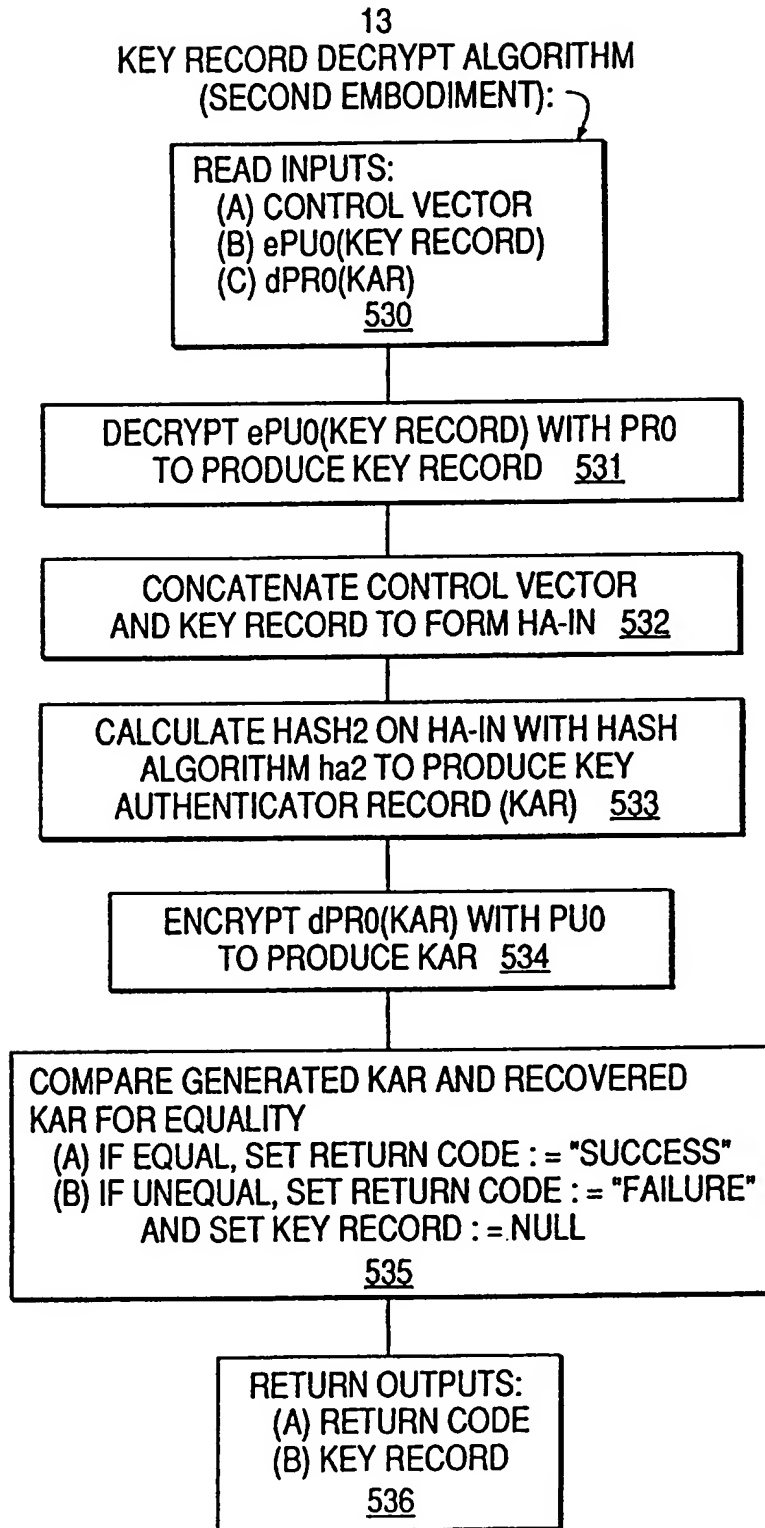 13
KEY RECORD DECRYPT ALGORITHM
(SECOND EMBODIMENT):
READ INPUTS:
(A) CONTROL VECTOR
(B) ePU0(KEY RECORD)
(C) dPR0(KAR)
530
DECRYPT ePU0(KEY RECORD) WITH PR0
TO PRODUCE KEY RECORD 531
CONCATENATE CONTROL VECTOR
AND KEY RECORD TO FORM HA-IN 532
CALCULATE HASH2 ON HA-IN WITH HASH
ALGORITHM ha2 TO PRODUCE KEY
AUTHENTICATOR RECORD (KAR) 533
ENCRYPT dPR0(KAR) WITH PU0
TO PRODUCE KAR 534
COMPARE GENERATED KAR AND RECOVERED
KAR FOR EQUALITY
(A) IF EQUAL, SET RETURN CODE : = "SUCCESS"
(B) IF UNEQUAL, SET RETURN CODE : = "FAILURE"
AND SET KEY RECORD : = NULL
535
RETURN OUTPUTS:
(A) RETURN CODE
(B) KEY RECORD
536